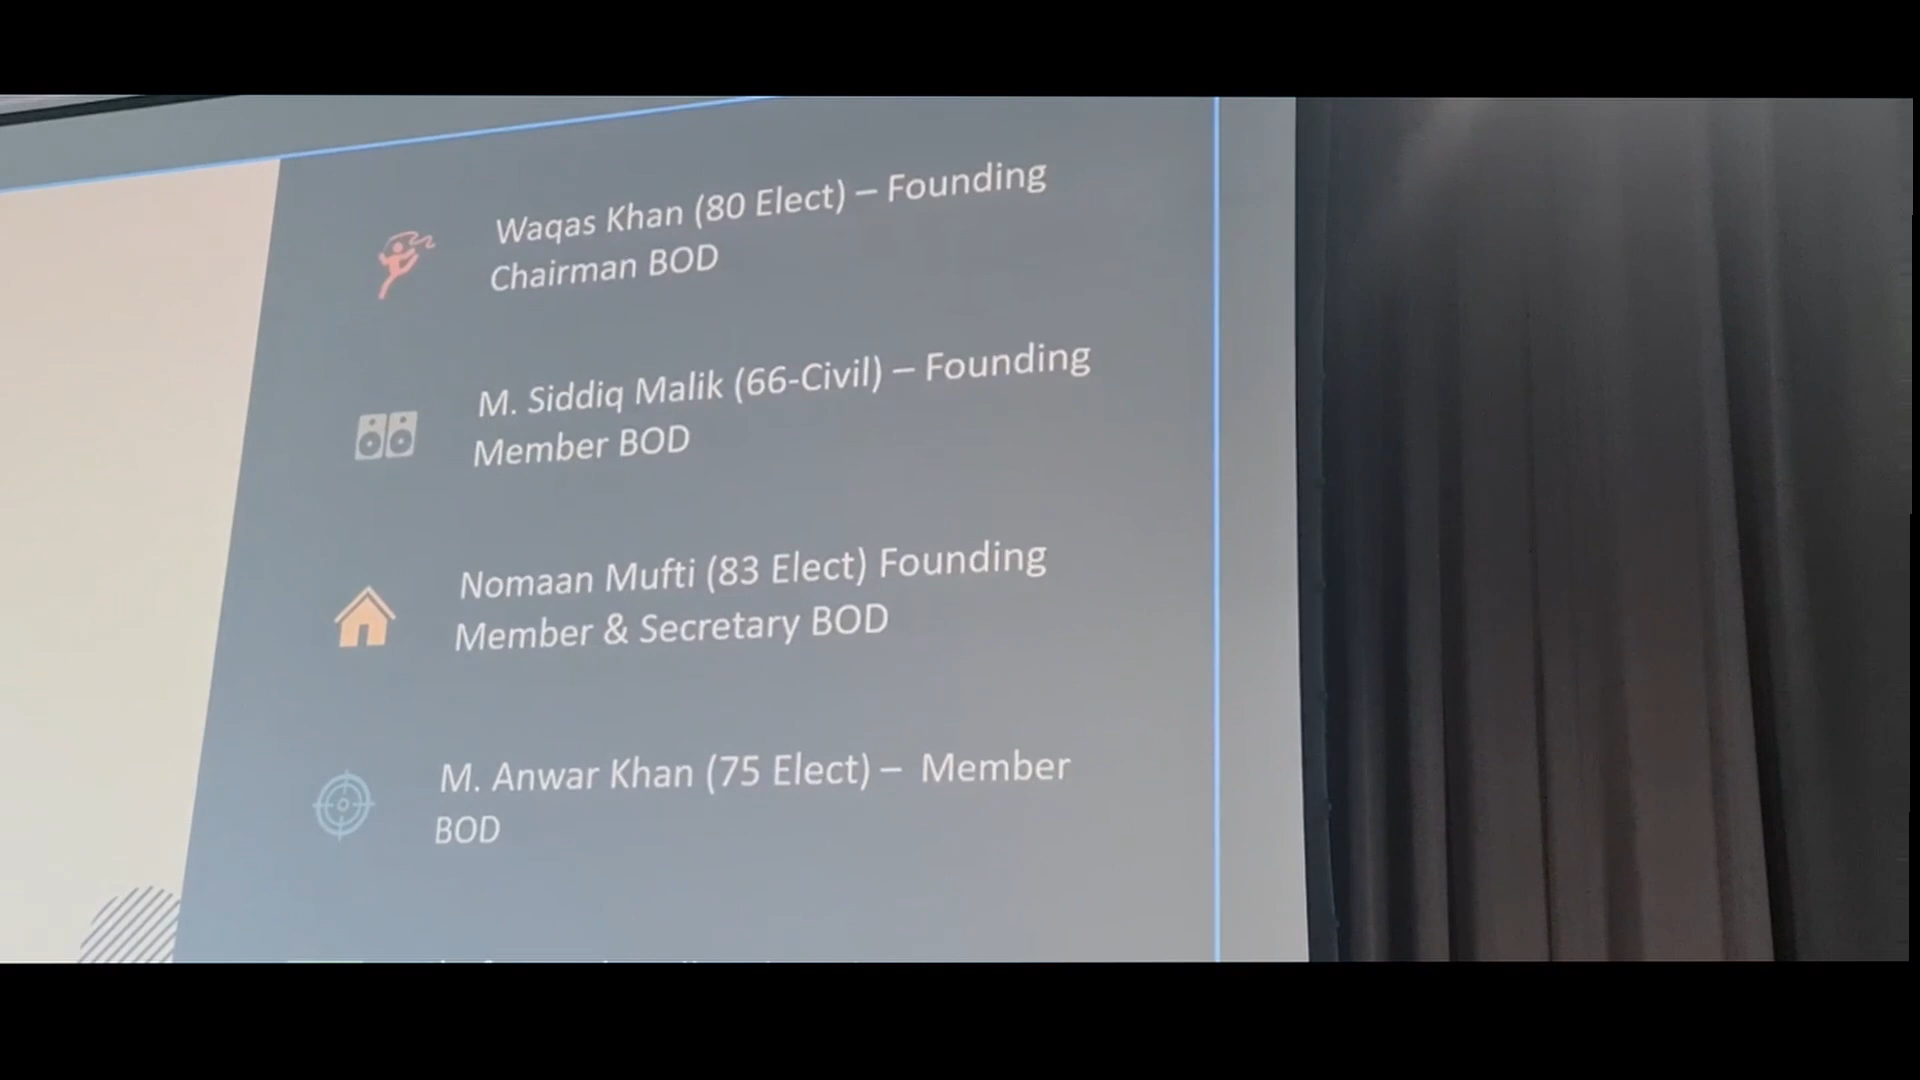 Waqas Khan (80 Elect) – Founding
Chairman BOD
M. Siddiq Malik (66-Civil) – Founding
Member BOD
Nomaan Mufti (83 Elect) Founding
Member & Secretary BOD
M. Anwar Khan (75 Elect) – Member
BOD